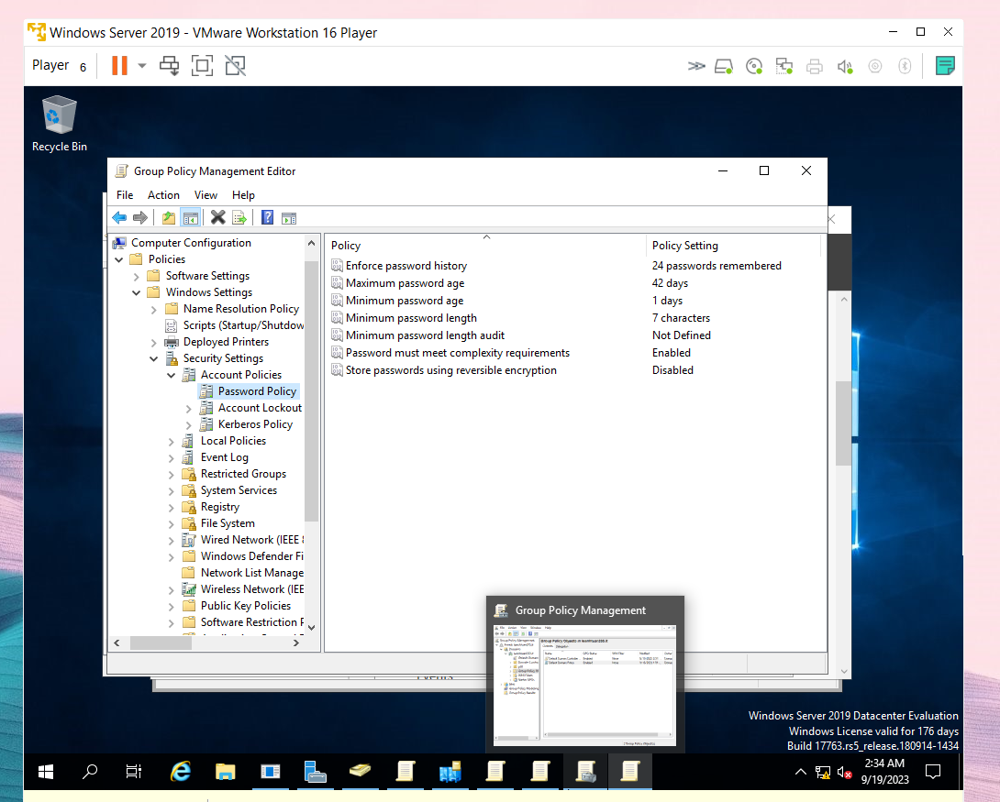 Windows Server 2019 - VMware Workstation 16 Player
Player 6
Recycle Bin
Group Policy Management Editor
File Action View Help
Computer Configuration
Policies
Software Settings
Windows Settings
Name Resolution Policy
Scripts (Startup/Shutdow
Deployed Printers
Security Settings
Account Policies
Password Policy
Account Lockout
Kerberos Policy
Local Policies
Event Log
Restricted Groups
System Services
Registry
File System
Wired Network (IEEE 8
Windows Defender Fi
Network List Manage
Wireless Network (IEE
Public Key Policies
Software Restriction P
Policy Policy Setting
Enforce password history 24 passwords remembered
Maximum password age 42 days
Minimum password age 1 days
Minimum password length 7 characters
Minimum password length audit Not Defined
Password must meet complexity requirements Enabled
Store passwords using reversible encryption Disabled
Events
Group Policy Management
Windows Server 2019 Datacenter Evaluation
Windows License valid for 176 days
Build 17763.rs5_release.180914-1434
2:34 AM
9/19/2023